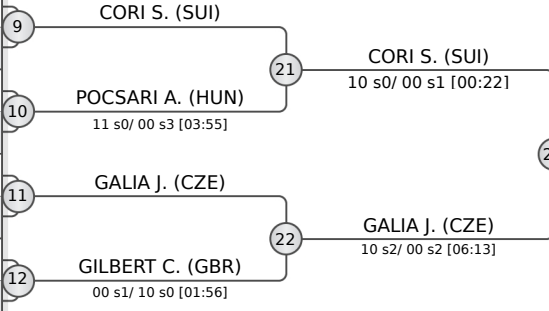 CORI S. (SUI)
9
21
CORI S. (SUI)
10 s0/ 00 s1 [00:22]
POCSARI A. (HUN)
10
11 s0/ 00 s3 [03:55]
2
GALIA J. (CZE)
11
22
GALIA J. (CZE)
10 s2/ 00 s2 [06:13]
GILBERT C. (GBR)
12
00 s1/ 10 s0 [01:56]